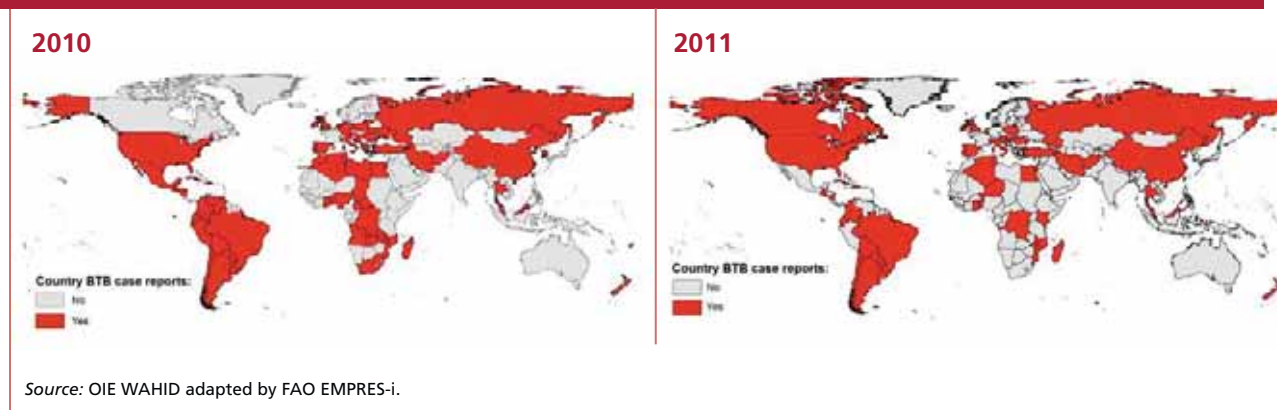 2010
Country BTB case reports:
No
Yes
2011
Country BTB case reports:
No
Yes
Source: OIE WAHID adapted by FAO EMPRES-i.